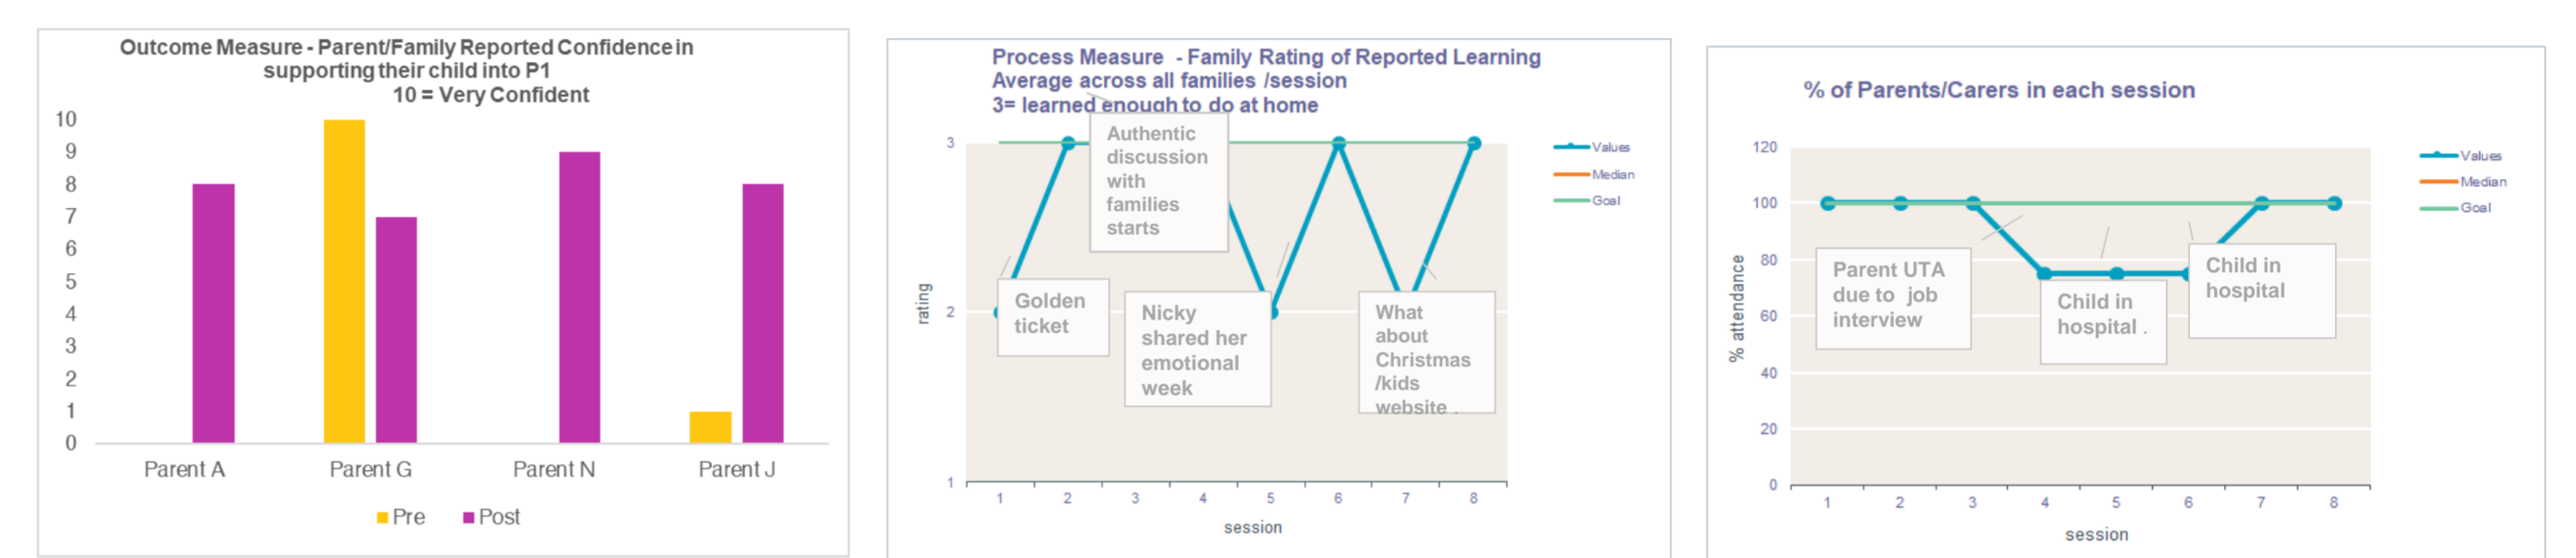 Outcome Measure - Parent/Family Reported Confidence in
supporting their child into P1
10 = Very Confident
10
9
8
7
6
5
4
3
2
1
0
Parent A
Parent G
Parent N
Parent J
Pre
Post
Process Measure - Family Rating of Reported Learning
Average across all families /session
3= learned enough to do at home
3
2
1
rating
Authentic
discussion
with
families
starts
Golden
ticket
Nicky
shared her
emotional
week
What
about
Christmas
/kids
website .
1
2
3
4
5
6
7
8
session
Values
Median
Goal
% of Parents/Carers in each session
120
100
80
60
40
20
0
% attendance
Parent UTA
due to job
interview
Child in
hospital .
Child in
hospital
1
2
3
4
5
6
7
8
session
Values
Median
Goal